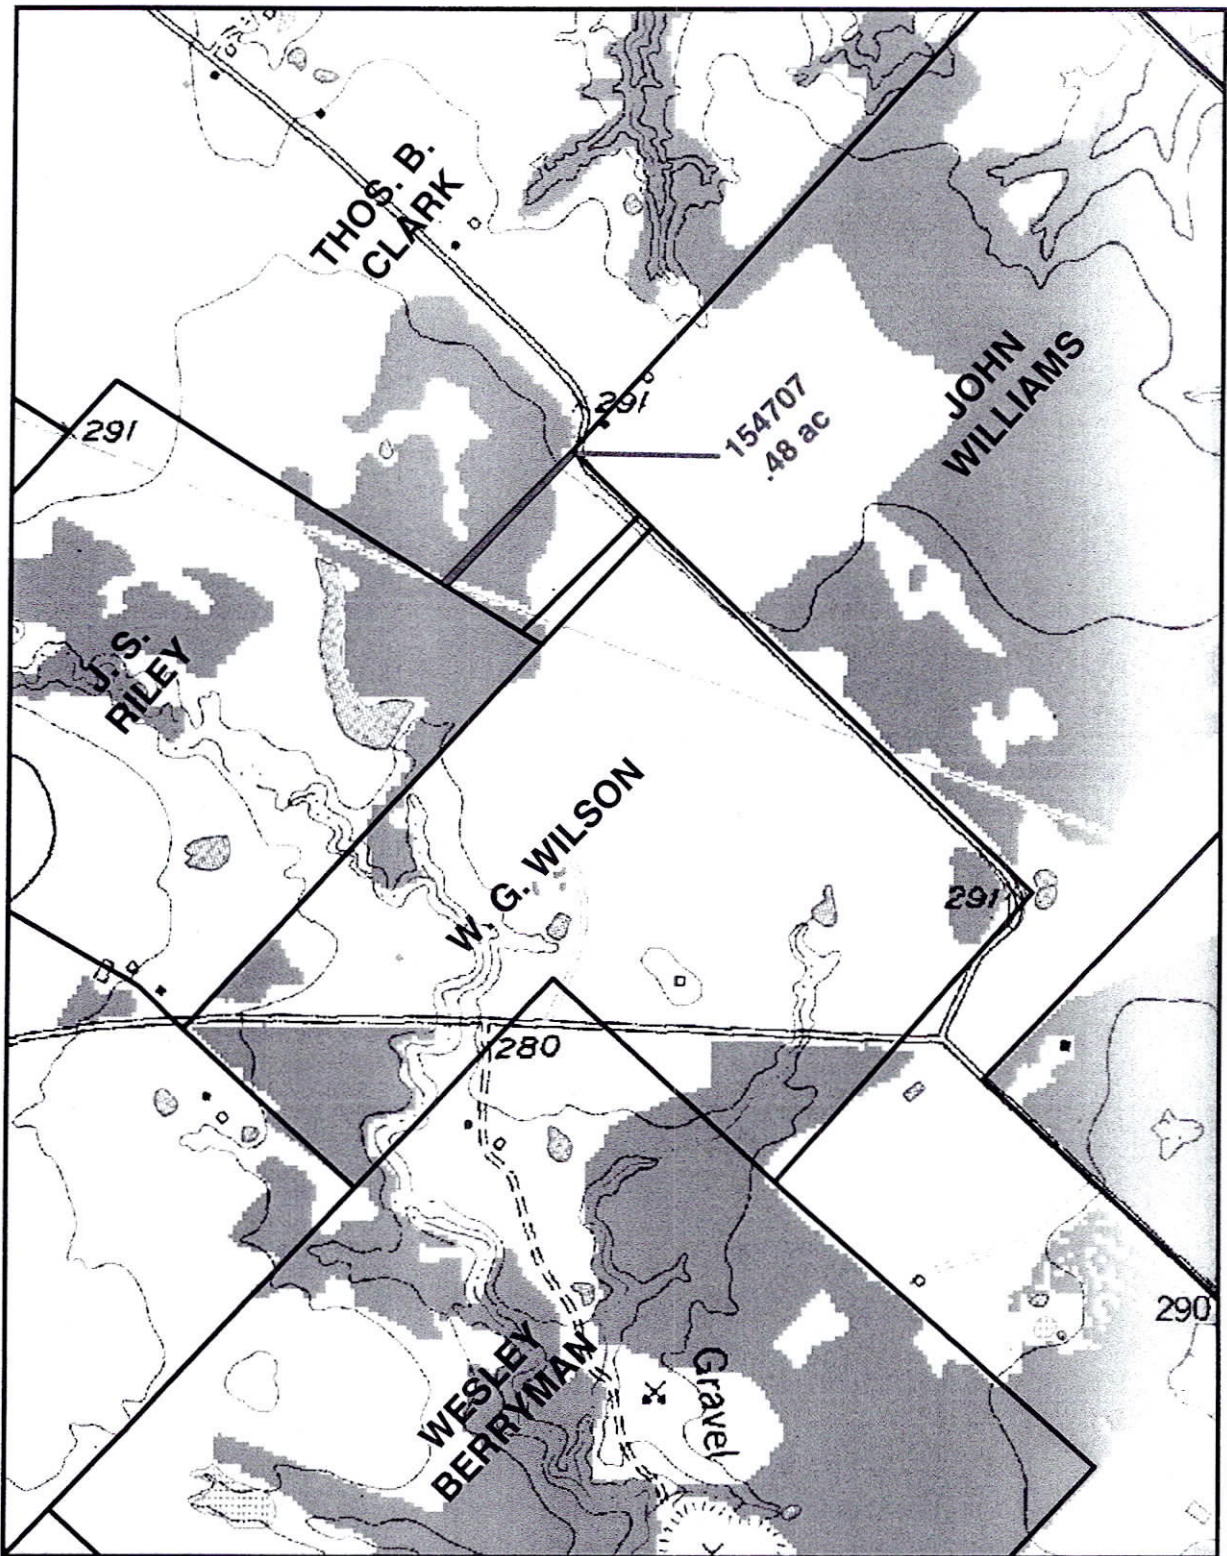 THOS. B.
CLARK
291
291
154707
.48 ac
JOHN
WILLIAMS
J. S.
RILEY
W. G. WILSON
291
280
290
WESLEY
BERRYMAN
Gravel